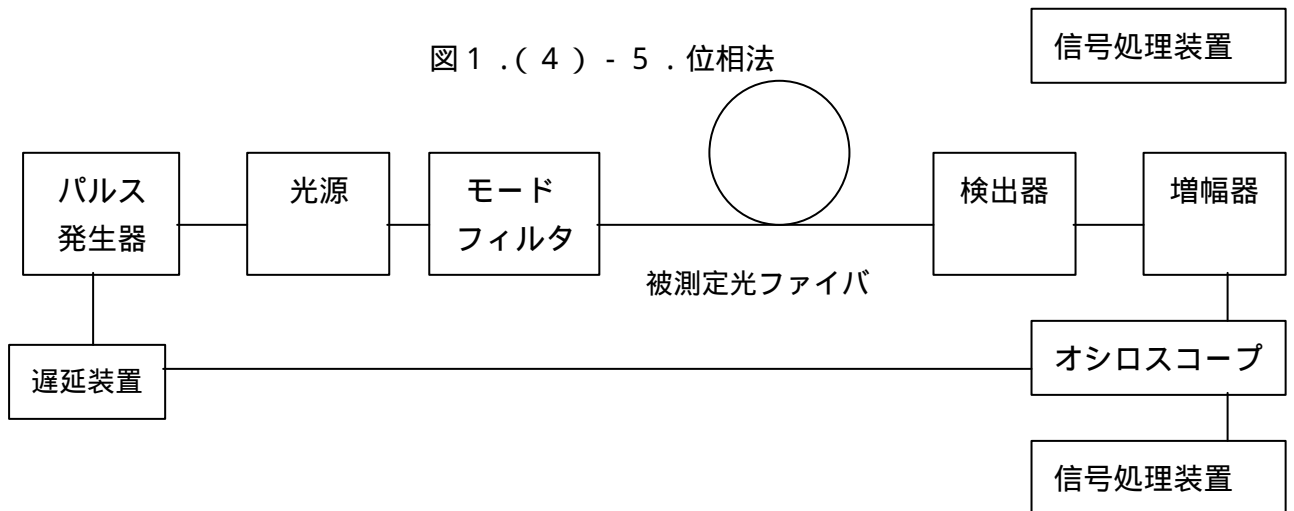 信号処理装置
図1.(4)-5.位相法
パルス
発生器
光源
モード
フィルタ
検出器
増幅器
被測定光ファイバ
遅延装置
オシロスコープ
信号処理装置